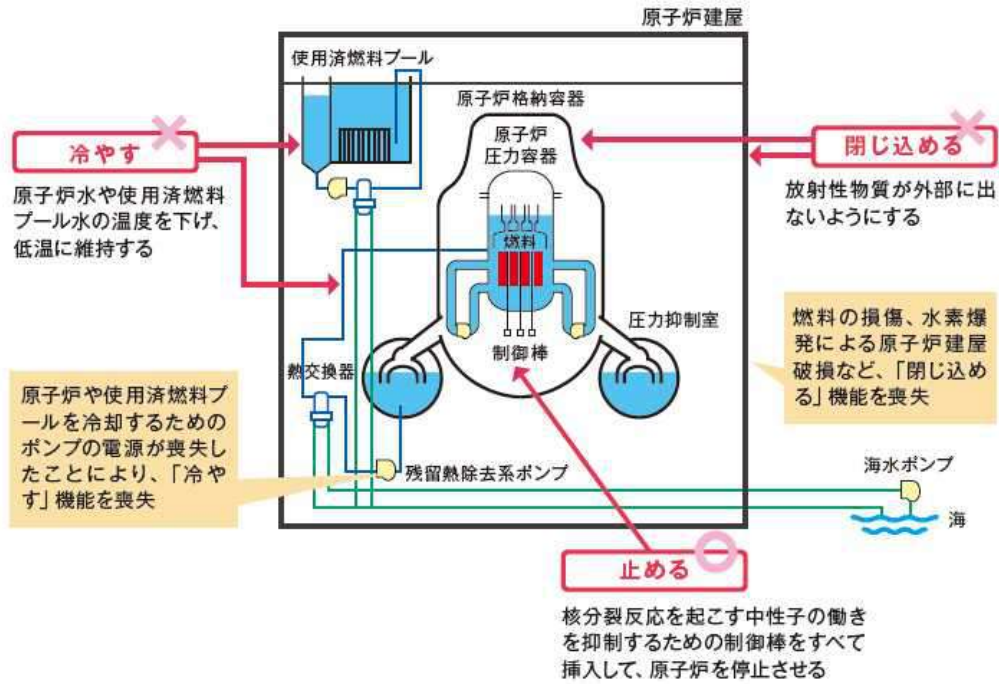 原子炉建屋
使用済燃料プール
原子炉格納容器
原子炉
圧力容器
冷やす
閉じ込める
原子炉水や使用済燃料
プール水の温度を下げ、
低温に維持する
放射性物質が外部に出
ないようにする
燃料
圧力抑制室
制御棒
熱交換器
燃料の損傷、水素爆
発による原子炉建屋
破損など、「閉じ込め
る」機能を喪失
原子炉や使用済燃料プ
ールを冷却するための
ポンプの電源が喪失し
たことにより、「冷や
す」機能を喪失
残留熱除去系ポンプ
海水ポンプ
海
止める
核分裂反応を起こす中性子の働き
を抑制するための制御棒をすべて
挿入して、原子炉を停止させる